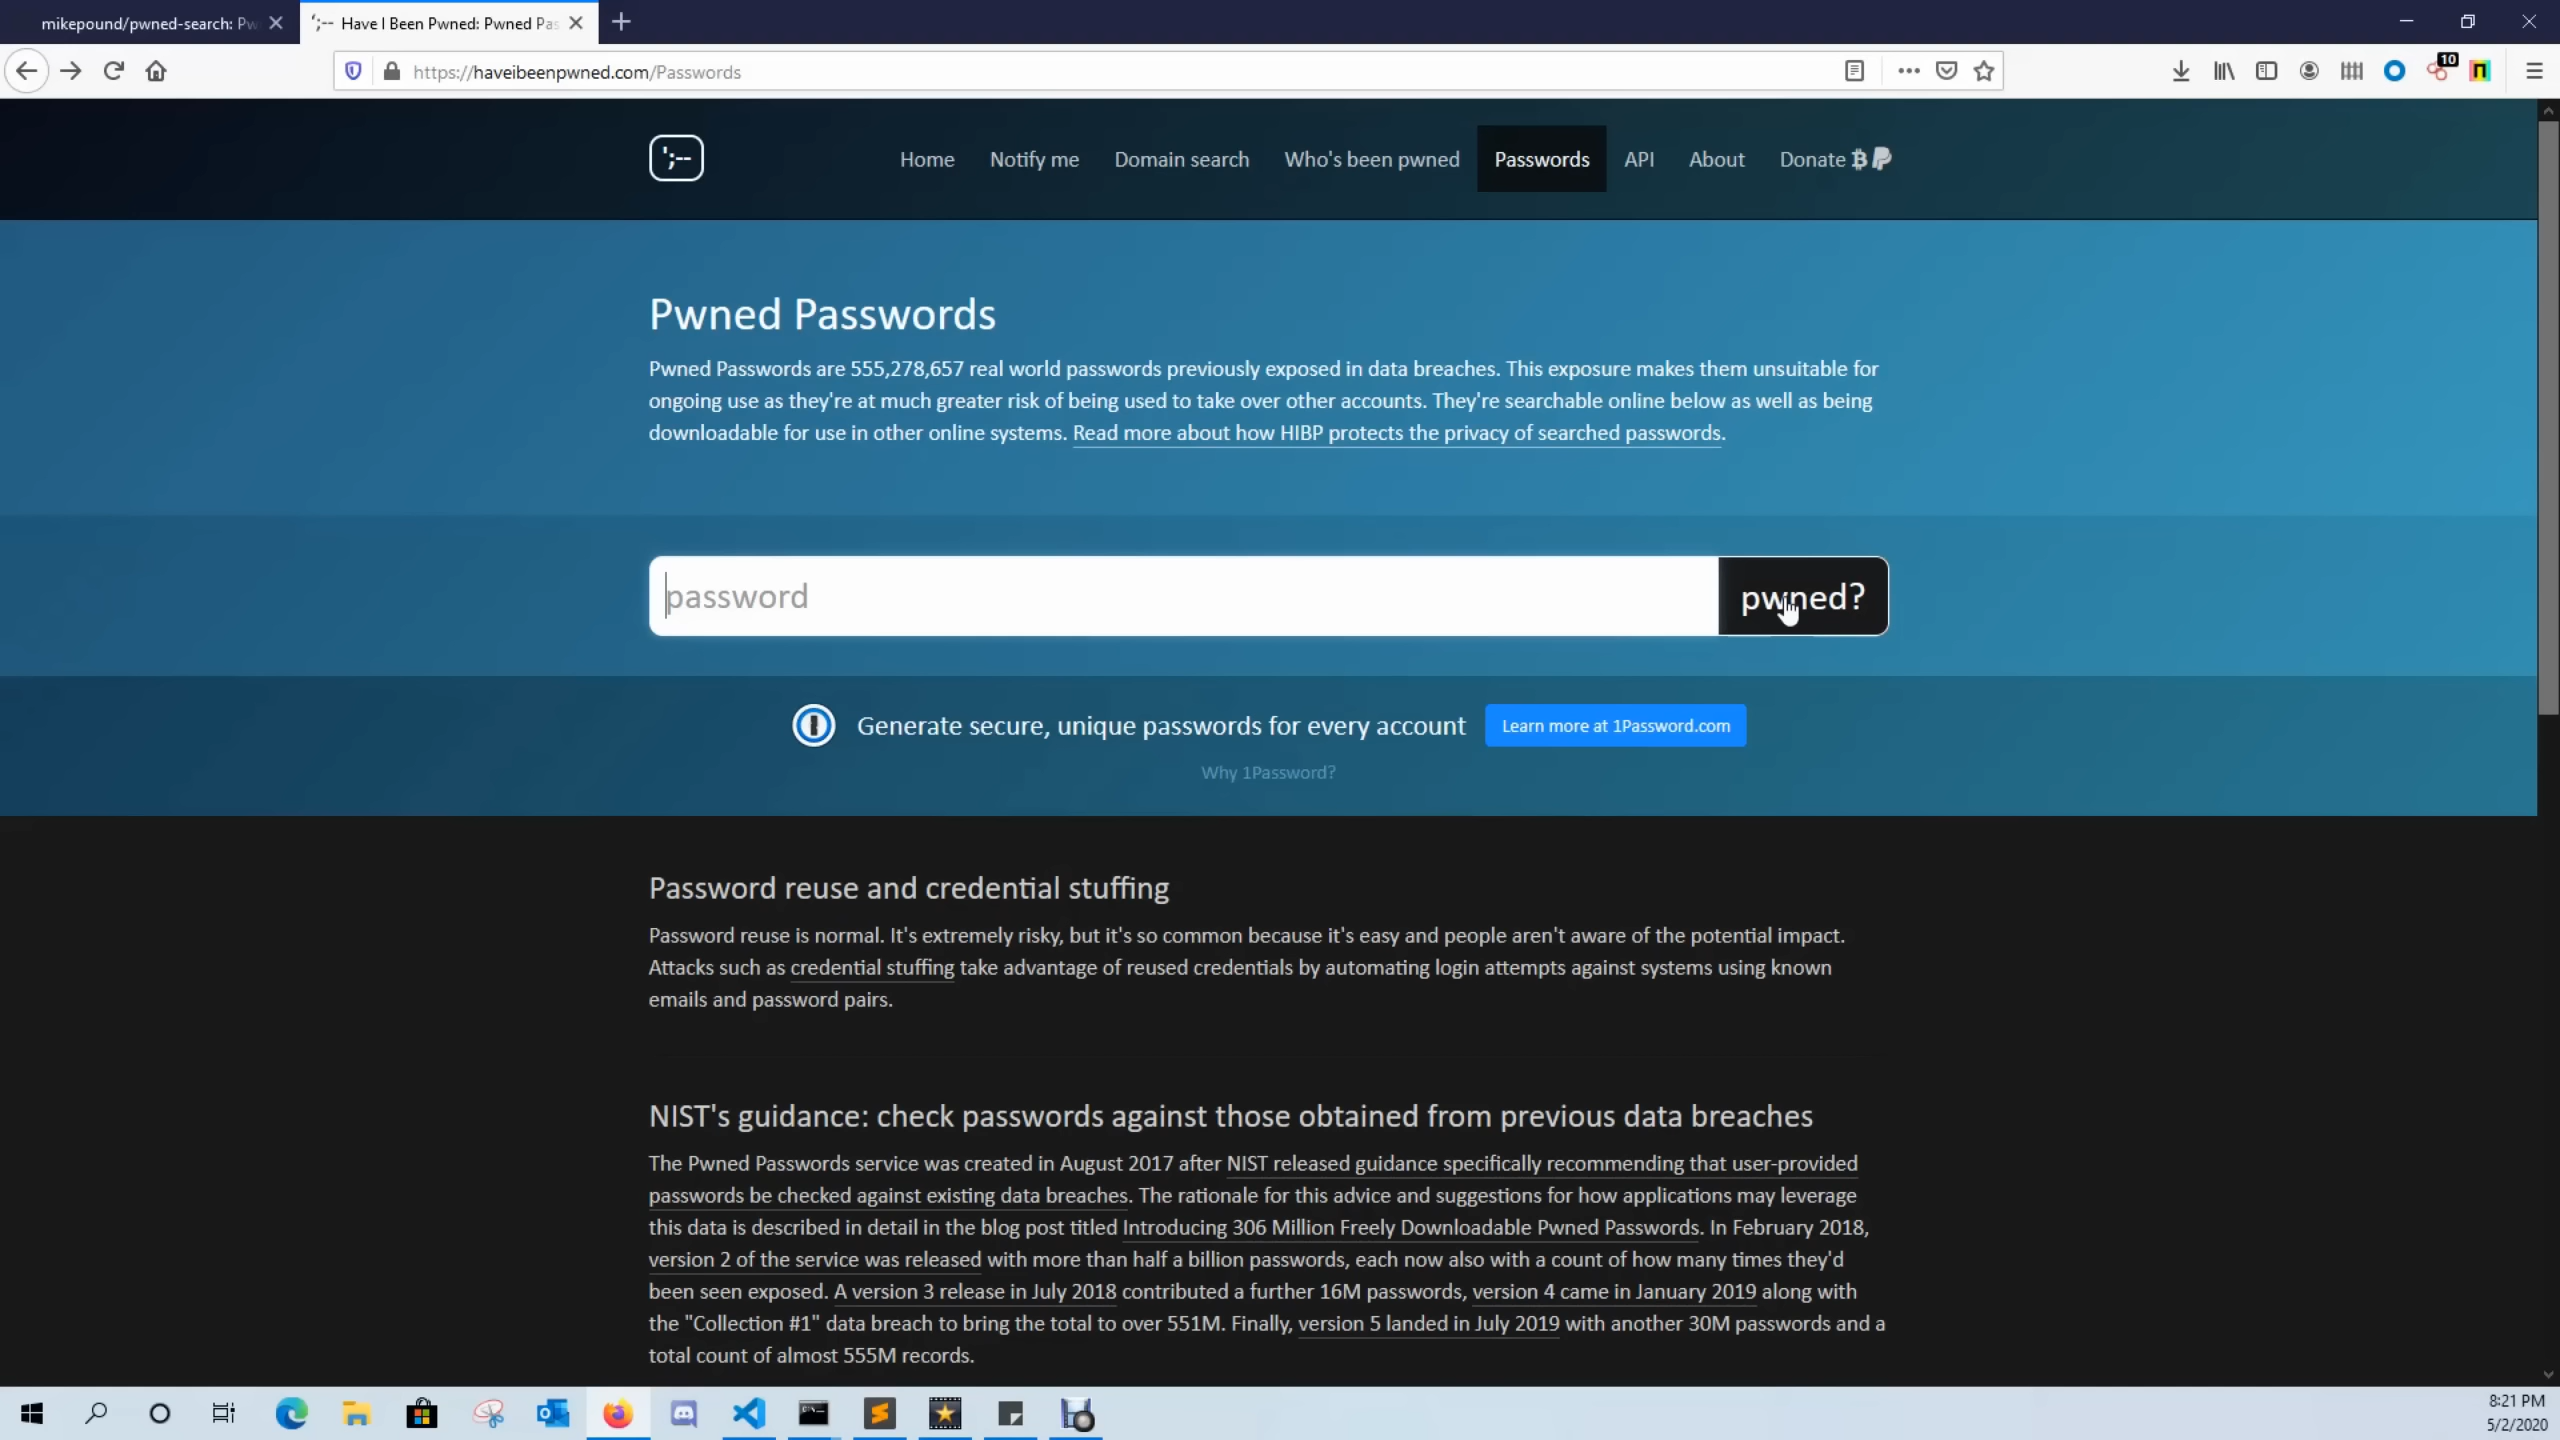 mikepound/pwned-search: Pw
';-- Have I Been Pwned: Pwned Pas
https://haveibeenpwned.com/Passwords
10
';--
Home Notify me Domain search Who's been pwned Passwords API About Donate
Pwned Passwords
Pwned Passwords are 555,278,657 real world passwords previously exposed in data breaches. This exposure makes them unsuitable for
ongoing use as they're at much greater risk of being used to take over other accounts. They're searchable online below as well as being
downloadable for use in other online systems. Read more about how HIBP protects the privacy of searched passwords.
password
pwned?
Generate secure, unique passwords for every account Learn more at 1Password.com
Why 1Password?
Password reuse and credential stuffing
Password reuse is normal. It's extremely risky, but it's so common because it's easy and people aren't aware of the potential impact.
Attacks such as credential stuffing take advantage of reused credentials by automating login attempts against systems using known
emails and password pairs.
NIST's guidance: check passwords against those obtained from previous data breaches
The Pwned Passwords service was created in August 2017 after NIST released guidance specifically recommending that user-provided
passwords be checked against existing data breaches. The rationale for this advice and suggestions for how applications may leverage
this data is described in detail in the blog post titled Introducing 306 Million Freely Downloadable Pwned Passwords. In February 2018,
version 2 of the service was released with more than half a billion passwords, each now also with a count of how many times they'd
been seen exposed. A version 3 release in July 2018 contributed a further 16M passwords, version 4 came in January 2019 along with
the "Collection #1" data breach to bring the total to over 551M. Finally, version 5 landed in July 2019 with another 30M passwords and a
total count of almost 555M records.
8:21 PM
5/2/2020